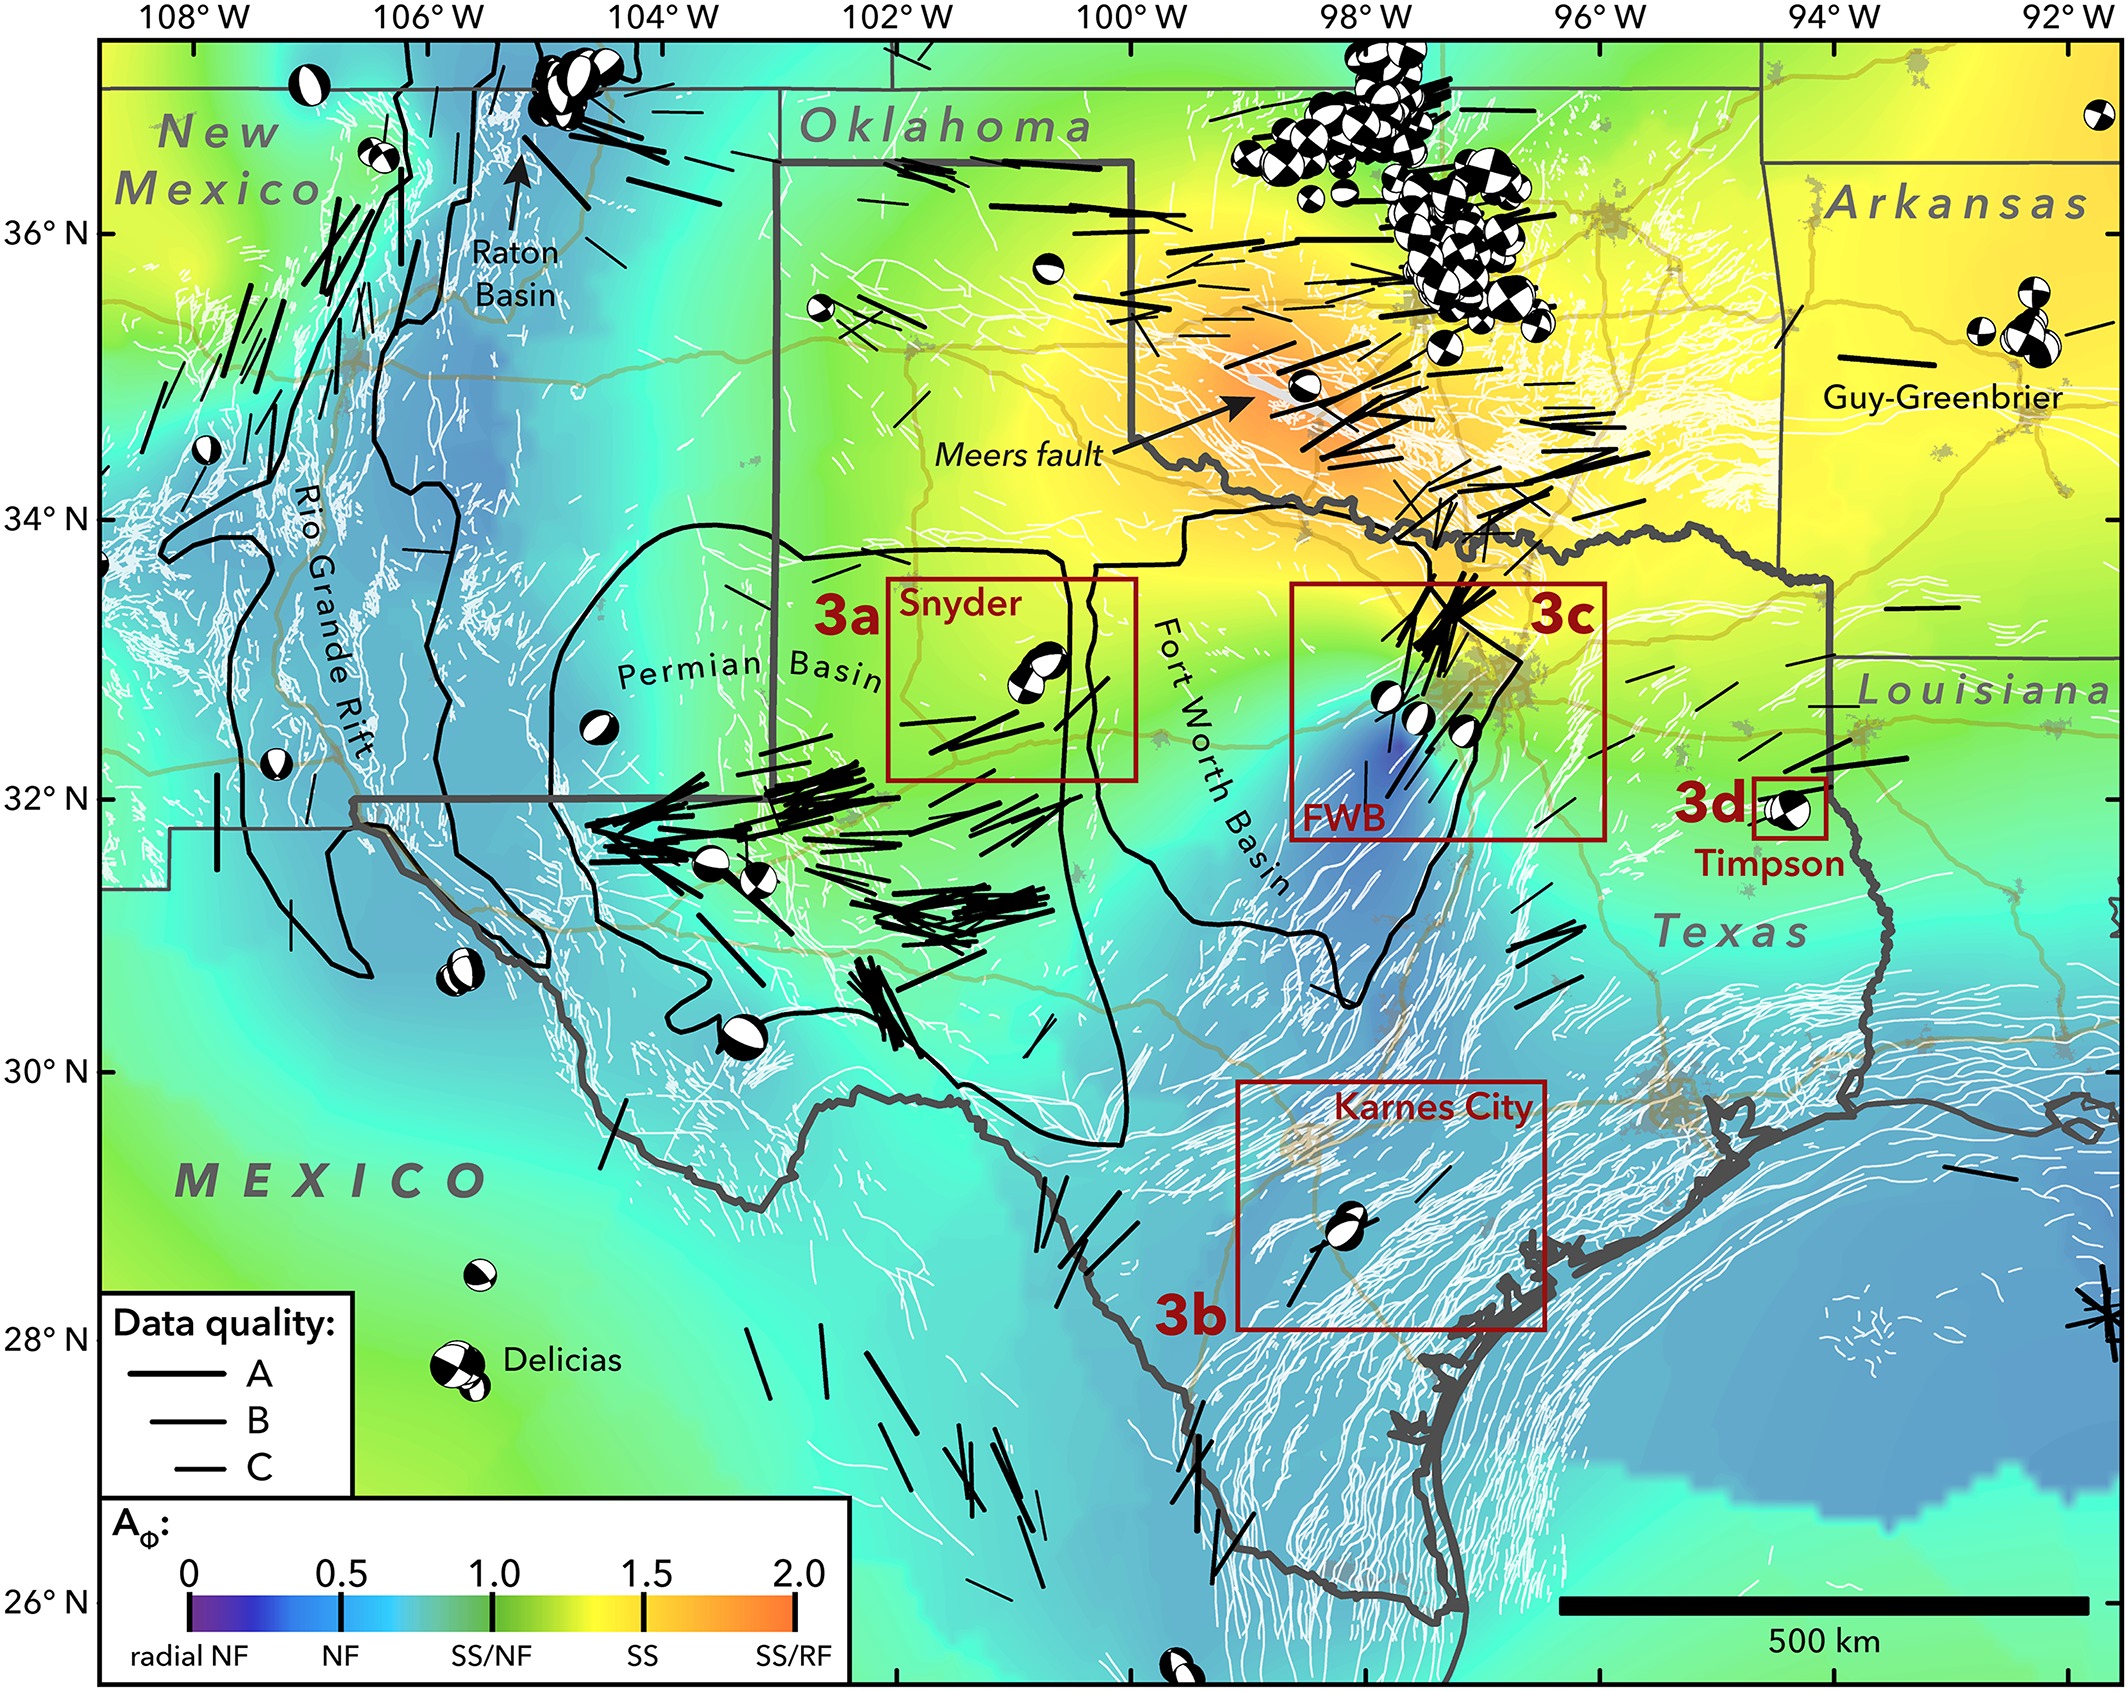 108° W 106° W 104° W 102° W 100° W 98° W 96° W 94° W 92° W
New
Mexico
Oklahoma
Arkansas
36° N
Raton
Basin
Guy-Greenbrier
Meers fault
34° N
Rio Grande Rift
3a
Snyder
3c
Permian Basin
Fort Worth Basin
Louisiana
32° N
FWB
3d
Timpson
Texas
30° N
Karnes City
MEXICO
3b
28° N
Data quality:
Delicias
A
B
C
AΦ:
0 0.5 1.0 1.5 2.0
radial NF NF SS/NF SS SS/RF
26° N
500 km